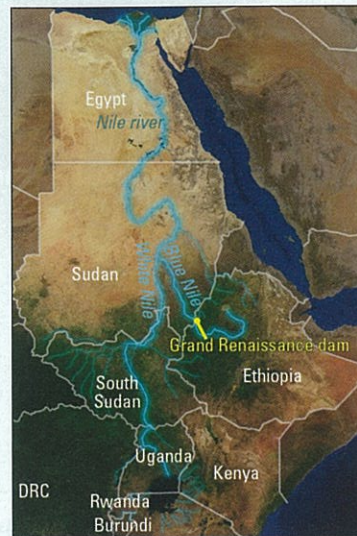 Egypt
Nile river
Sudan
White Nile
Blue Nile
Grand Renaissance dam
Ethiopia
South
Sudan
Uganda
Kenya
DRC
Rwanda
Burundi